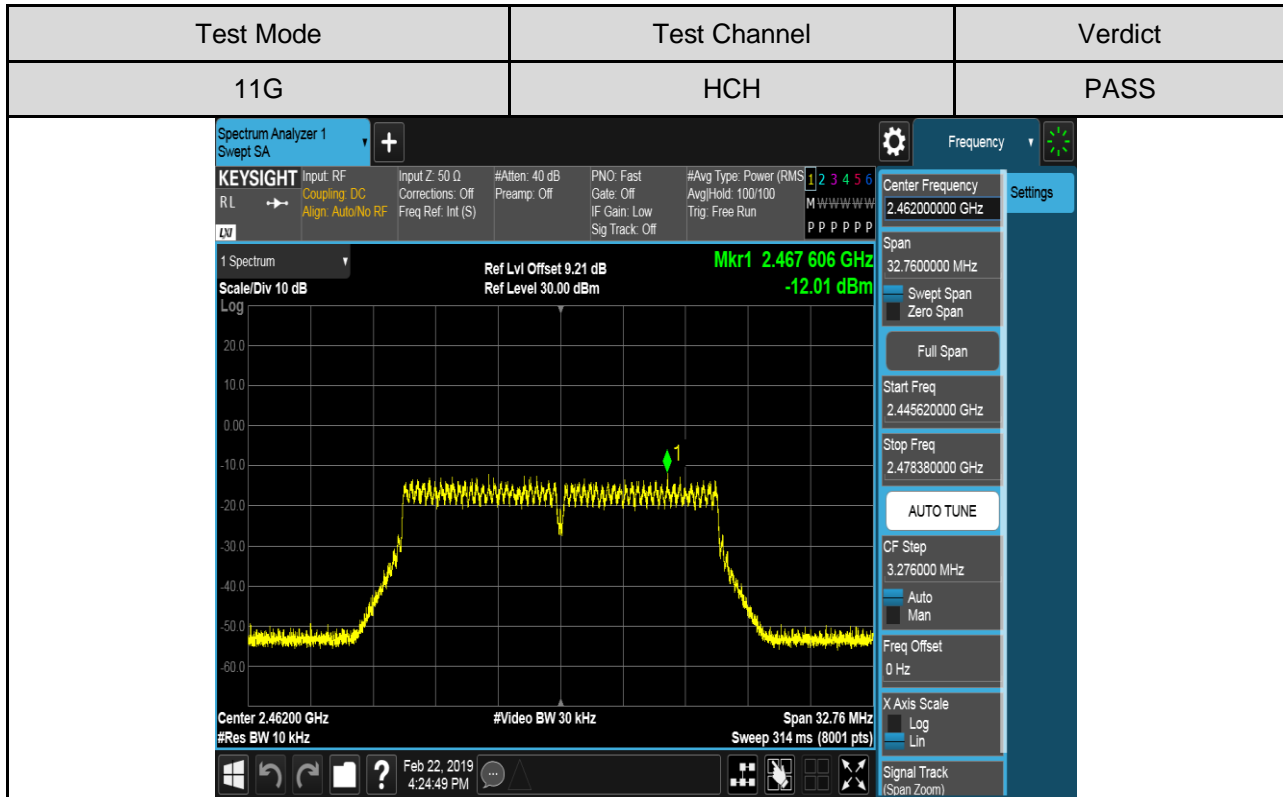 Test Mode Test Channel Verdict
11G HCH PASS
Spectrum Analyzer 1
Swept SA
+
Frequency
KEYSIGHT Input: RF Input Z: 50 Ω #Atten: 40 dB PNO: Fast #Avg Type: Power (RMS 1 2 3 4 5 6
Coupling: DC Corrections: Off Preamp: Off Gate: Off Avg|Hold: 100/100 M W W W W W
RL Align: Auto/No RF Freq Ref: Int (S) IF Gain: Low Trig: Free Run
LXI Sig Track: Off P P P P P P
1 Spectrum
Ref Lvl Offset 9.21 dB
Mkr1 2.467 606 GHz
Scale/Div 10 dB Ref Level 30.00 dBm -12.01 dBm
Log
20.0
10.0
0.00
-10.0
-20.0
-30.0
-40.0
-50.0
-60.0
1
Center 2.46200 GHz #Video BW 30 kHz Span 32.76 MHz
#Res BW 10 kHz Sweep 314 ms (8001 pts)
Center Frequency
2.462000000 GHz
Settings
Span
32.7600000 MHz
Swept Span
Zero Span
Full Span
Start Freq
2.445620000 GHz
Stop Freq
2.478380000 GHz
AUTO TUNE
CF Step
3.276000 MHz
Auto
Man
Freq Offset
0 Hz
X Axis Scale
Log
Lin
Signal Track
(Span Zoom)
?
Feb 22, 2019
4:24:49 PM